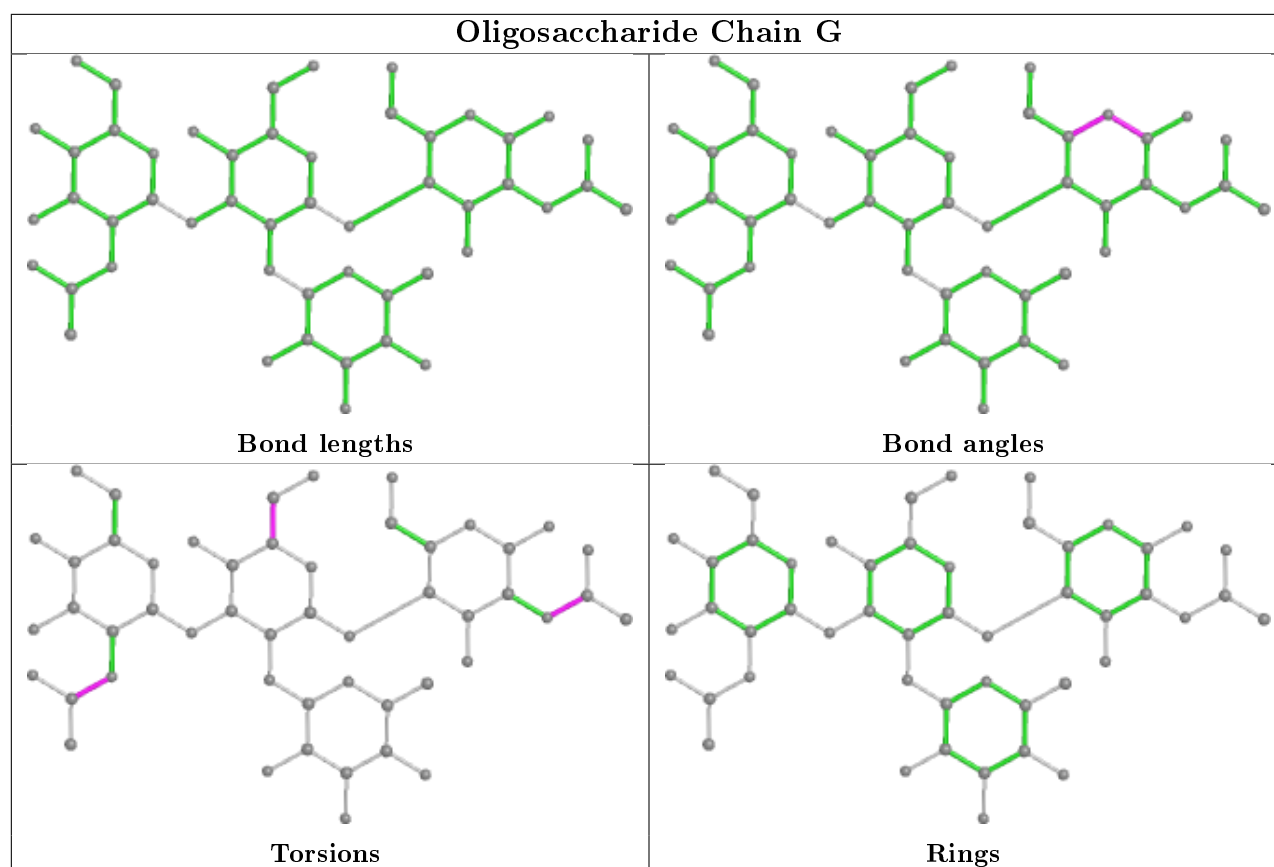 Oligosaccharide Chain G
Bond lengths
Bond angles
Torsions
Rings